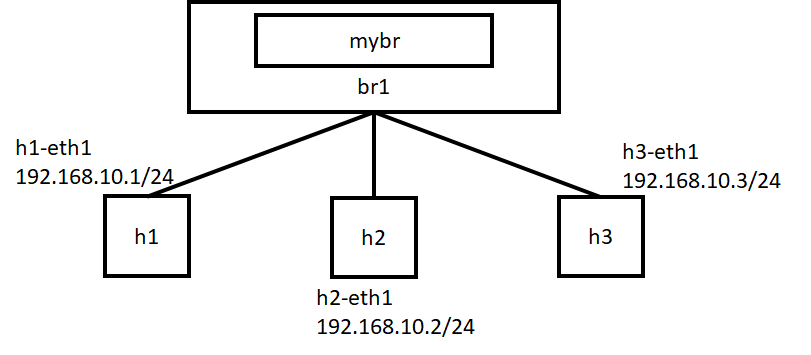 mybr
br1
h1-eth1
192.168.10.1/24
h3-eth1
192.168.10.3/24
h1
h2
h3
h2-eth1
192.168.10.2/24